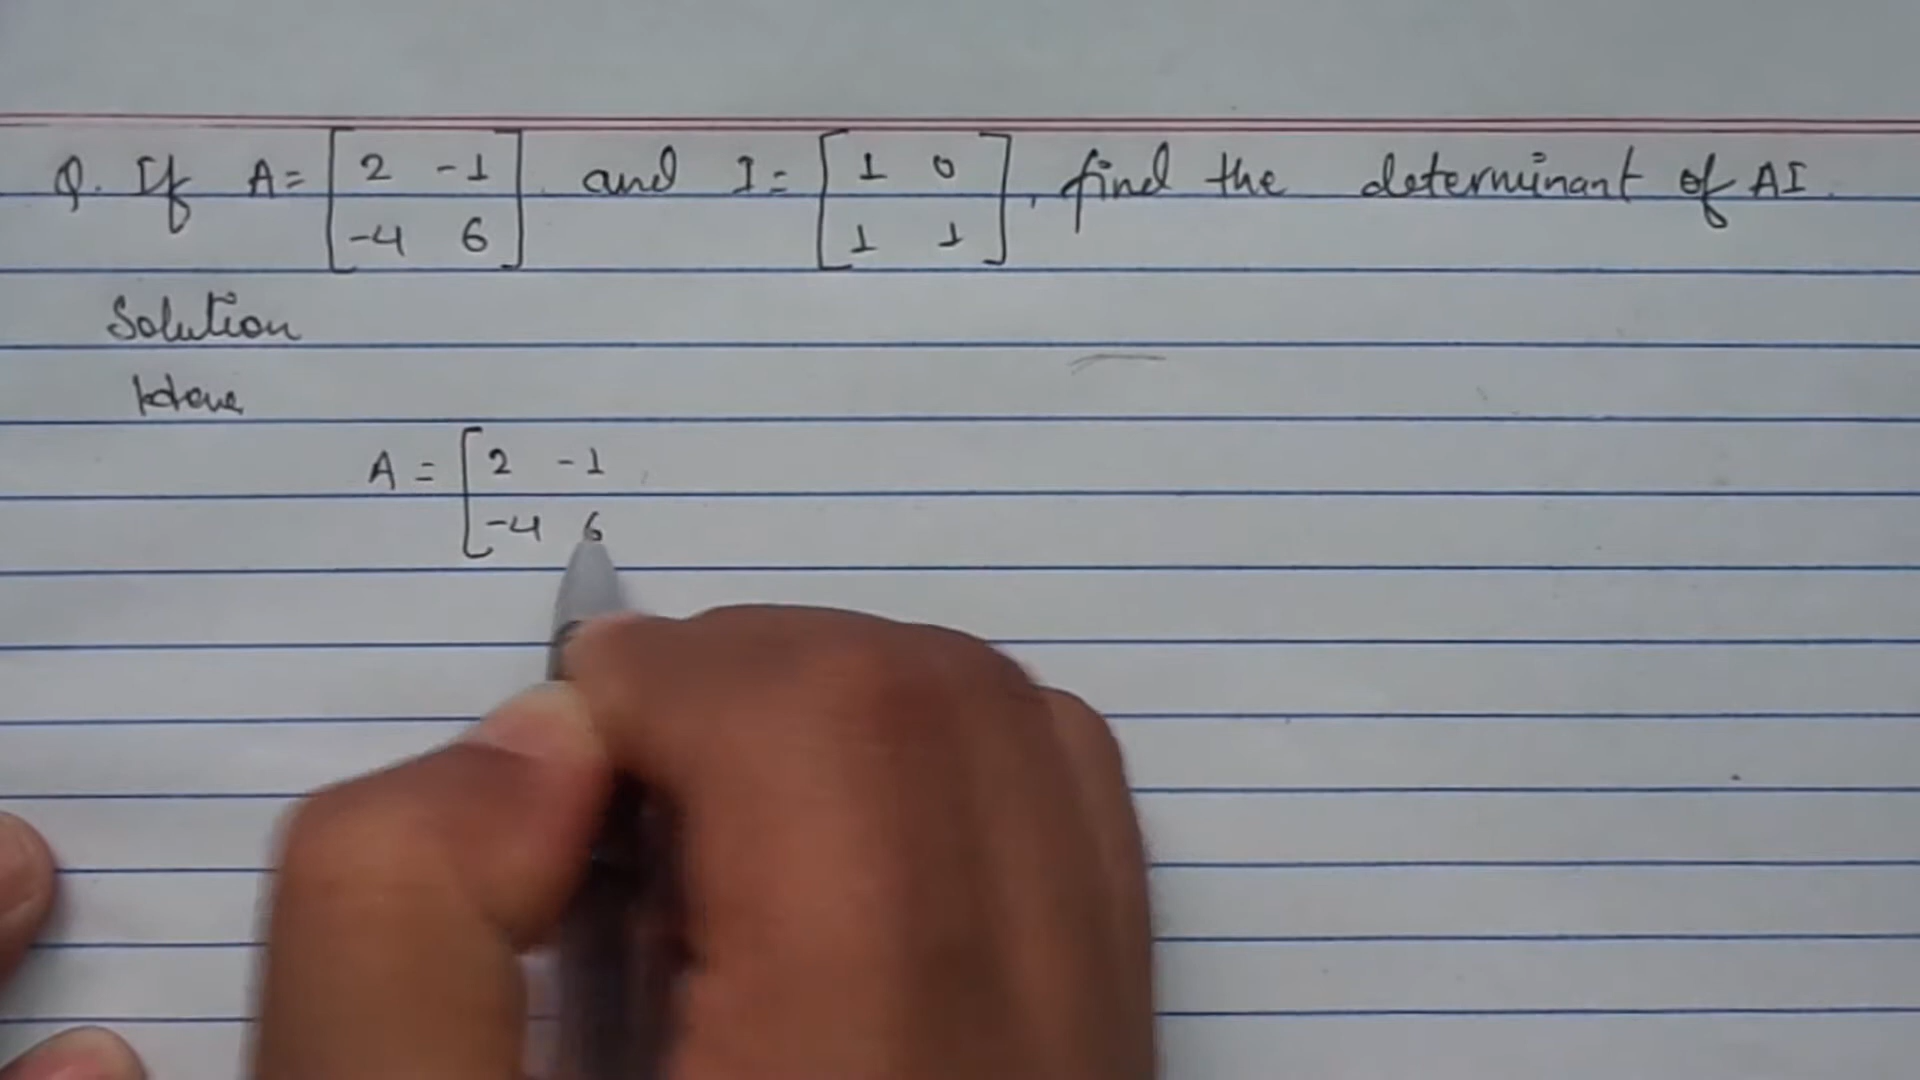 Q. If A = [ 2 -1 ] and I = [ 1 0 ], find the determinant of AI.
[ -4 6 ] [ 1 1 ]
Solution
Here
A = [ 2 -1
-4 6